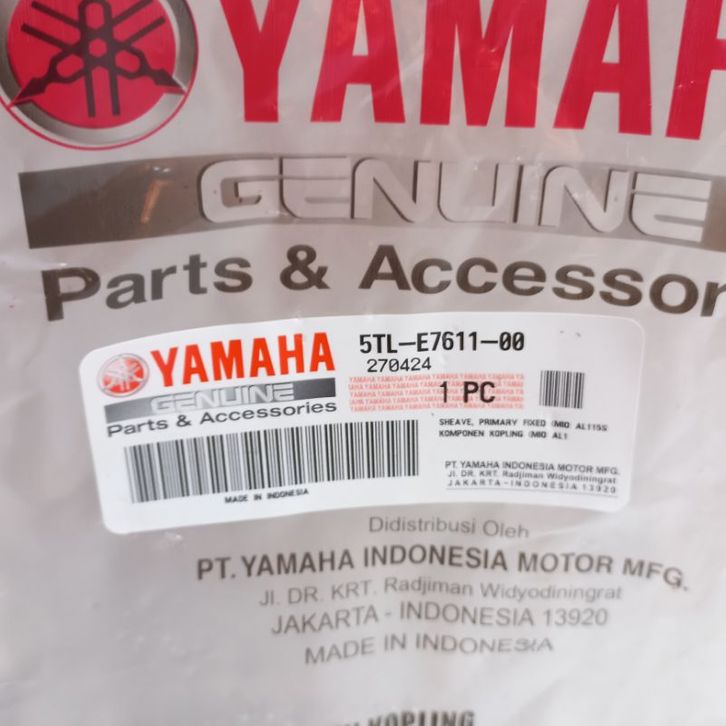 YAMAH
GENUINE
Parts & Accessor
YAMAHA
GENUINE
Parts & Accessories
5TL-E7611-00
270424
1 PC
SHEAVE, PRIMARY FIXED (MIO) AL115S
KOMPONEN KOPLING (MIO) AL1
PT. YAMAHA INDONESIA MOTOR MFG.
Jl. DR. KRT. Radjiman Widyodiningrat
JAKARTA-INDONESIA 13920
MADE IN INDONESIA
Didistribusi Oleh
PT. YAMAHA INDONESIA MOTOR MFG.
Jl. DR. KRT. Radjiman Widyodiningrat
JAKARTA - INDONESIA 13920
MADE IN INDONESIA
KOPLING